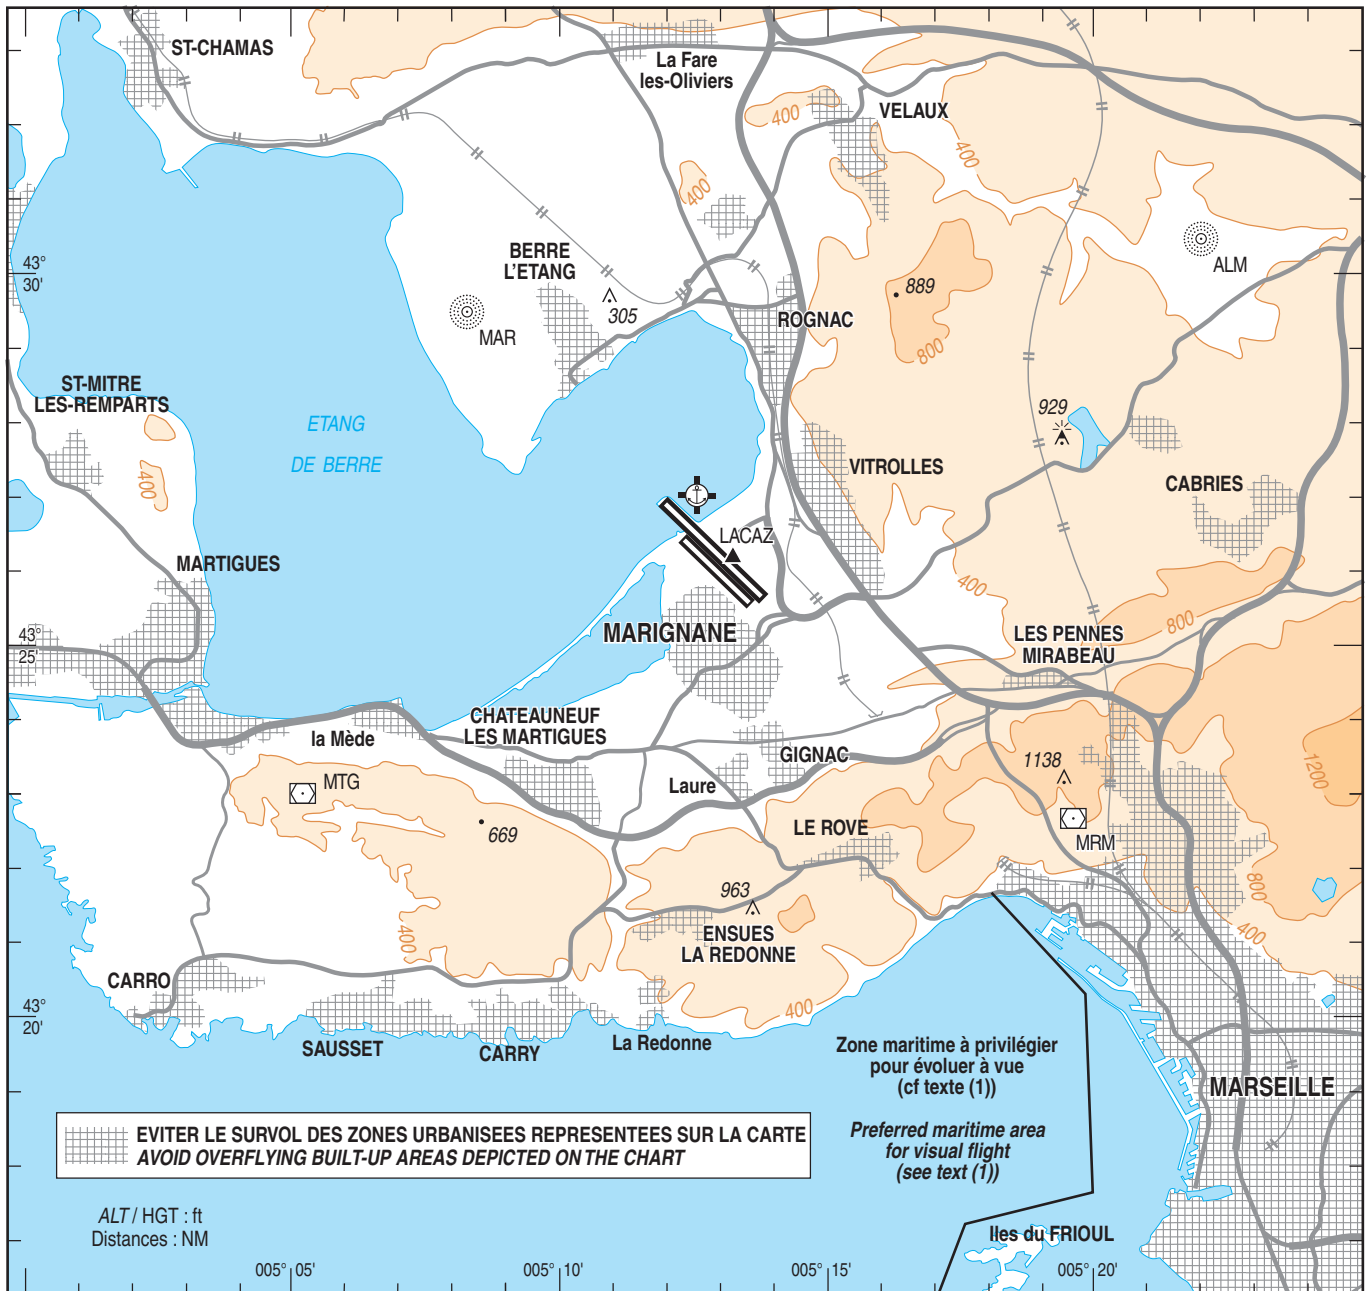 ST-CHAMAS
La Fare
les-Oliviers
VELAUX
400
400
400
BERRE
L'ETANG
305
MAR
889
ALM
43°
30'
ROGNAC
800
ST-MITRE
LES-REMPARTS
929
ETANG
DE BERRE
VITROLLES
CABRIES
400
LACAZ
MARTIGUES
400
MARIGNANE
800
LES PENNES
MIRABEAU
43°
25'
CHATEAUNEUF
LES MARTIGUES
la Mède
GIGNAC
1138
1200
MTG
Laure
669
LE ROVE
MRM
963
800
400
ENSUES
LA REDONNE
400
CARRO
400
43°
20'
SAUSSET
CARRY
La Redonne
Zone maritime à privilégier
pour évoluer à vue
(cf texte (1))
MARSEILLE
Preferred maritime area
for visual flight
(see text (1))
EVITER LE SURVOL DES ZONES URBANISEES REPRESENTEES SUR LA CARTE
AVOID OVERFLYING BUILT-UP AREAS DEPICTED ON THE CHART
ALT / HGT : ft
Distances : NM
Iles du FRIOUL
005° 05'
005° 10'
005° 15'
005° 20'